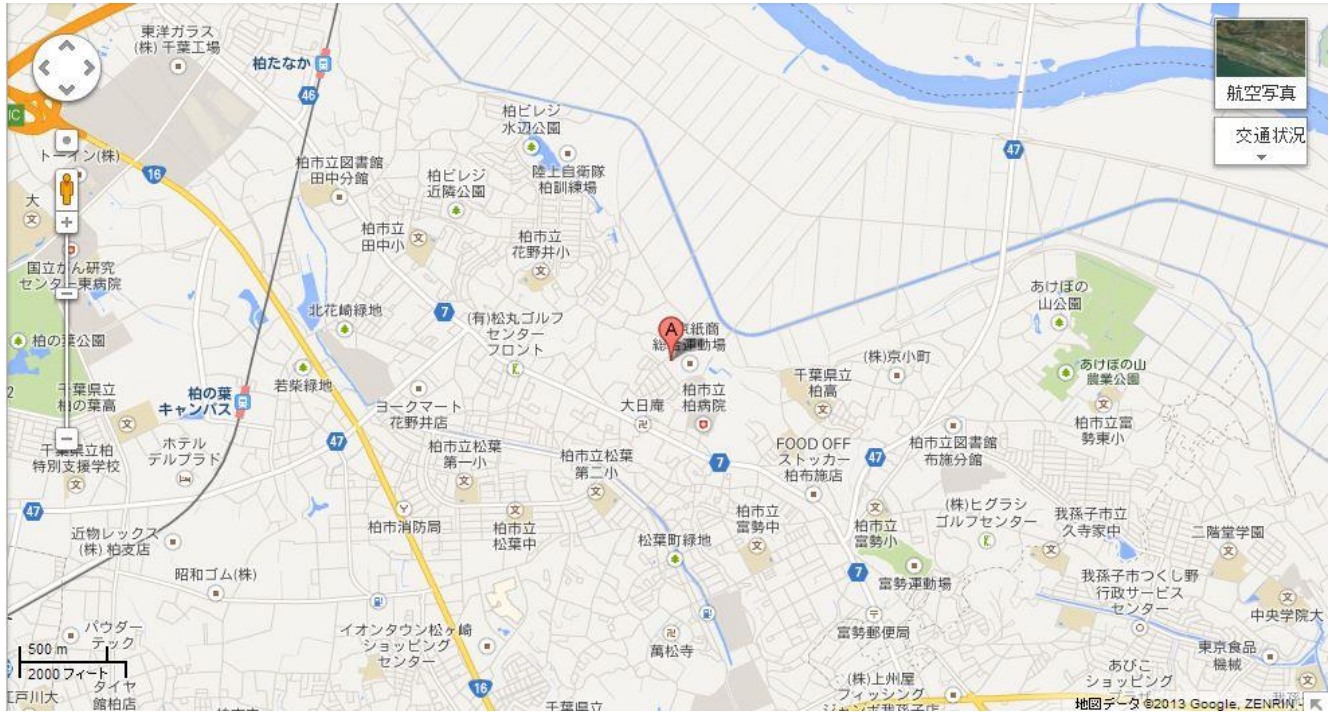 東洋ガラス
(株) 千葉工場
柏たなか
46
航空写真
交通状況
IC
トーイン(株)
16
柏ビレジ
水辺公園
陸上自衛隊
柏訓練場
柏市立図書館
田中分館
柏ビレジ
近隣公園
47
大
柏市立
田中小
柏市立
花野井小
国立がん研究
センター東病院
北花崎緑地
7
(有)松丸ゴルフ
センター
フロント
あけぼの
山公園
A
京紙商
総合運動場
柏の葉公園
(株)京小町
あけぼの山
農業公園
2
千葉県立
柏の葉高
柏の葉
キャンパス
若柴緑地
ヨークマート
花野井店
大日庵
柏市立
柏病院
千葉県立
柏高
柏市立富
勢東小
千葉県立柏
特別支援学校
ホテル
デルプラド
47
柏市立松葉
第一小
柏市立松葉
第二小
7
FOOD OFF
ストッカー
柏布施店
47
柏市立図書館
布施分館
47
近物レックス
(株) 柏支店
柏市消防局
柏市立
松葉中
松葉町緑地
柏市立
富勢中
柏市立
富勢小
(株)ヒグラシ
ゴルフセンター
我孫子市立
久寺家中
二階堂学園
昭和ゴム(株)
7
富勢運動場
我孫子市つくし野
行政サービス
センター
中央学院大
パウダー
テック
イオンタウン松ヶ崎
ショッピング
センター
萬松寺
富勢郵便局
東京食品
機械
500 m
2000 フィート
47
江戸川大
タイヤ
館柏店
16
千葉県立
(株)上州屋
フィッシング
ジャンボ我孫子店
あびこ
ショッピング
プラザ
地図データ ©2013 Google, ZENRIN -